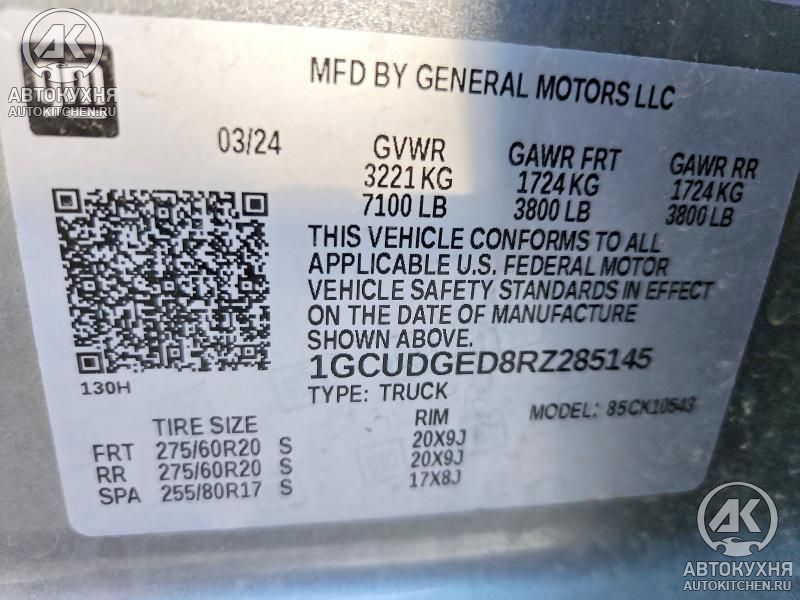 AK
АВТОКУХНЯ
AUTOKITCHEN.RU
MFD BY GENERAL MOTORS LLC
03/24 GVWR GAWR FRT GAWR RR
3221 KG 1724 KG 1724 KG
7100 LB 3800 LB 3800 LB
THIS VEHICLE CONFORMS TO ALL
APPLICABLE U.S. FEDERAL MOTOR
VEHICLE SAFETY STANDARDS IN EFFECT
ON THE DATE OF MANUFACTURE
SHOWN ABOVE.
1GCUDGED8RZ285145
130H
TYPE: TRUCK MODEL: 85CK10543
TIRE SIZE RIM
FRT 275/60R20 S 20X9J
RR 275/60R20 S 20X9J
SPA 255/80R17 S 17X8J
AK
АВТОКУХНЯ
AUTOKITCHEN.RU